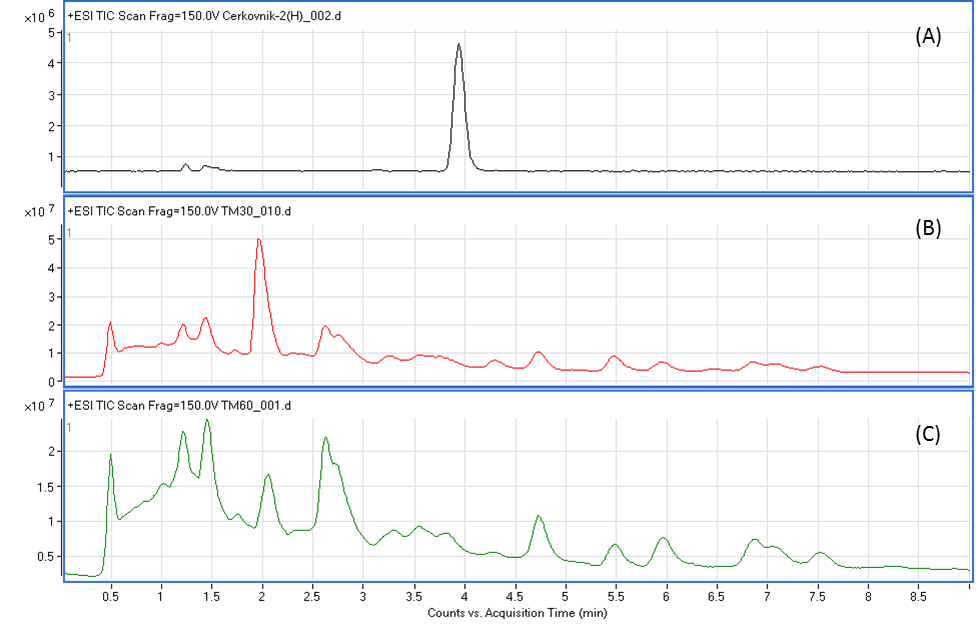 ×10 6
+ESI TIC Scan Frag=150.0V Cerkovnik-2(H)_002.d
(A)
1
5
4
3
2
1
×10 7
+ESI TIC Scan Frag=150.0V TM30_010.d
(B)
1
5
4
3
2
1
0
×10 7
+ESI TIC Scan Frag=150.0V TM60_001.d
(C)
1
2
1.5
1
0.5
0.5 1 1.5 2 2.5 3 3.5 4 4.5 5 5.5 6 6.5 7 7.5 8 8.5
Counts vs. Acquisition Time (min)